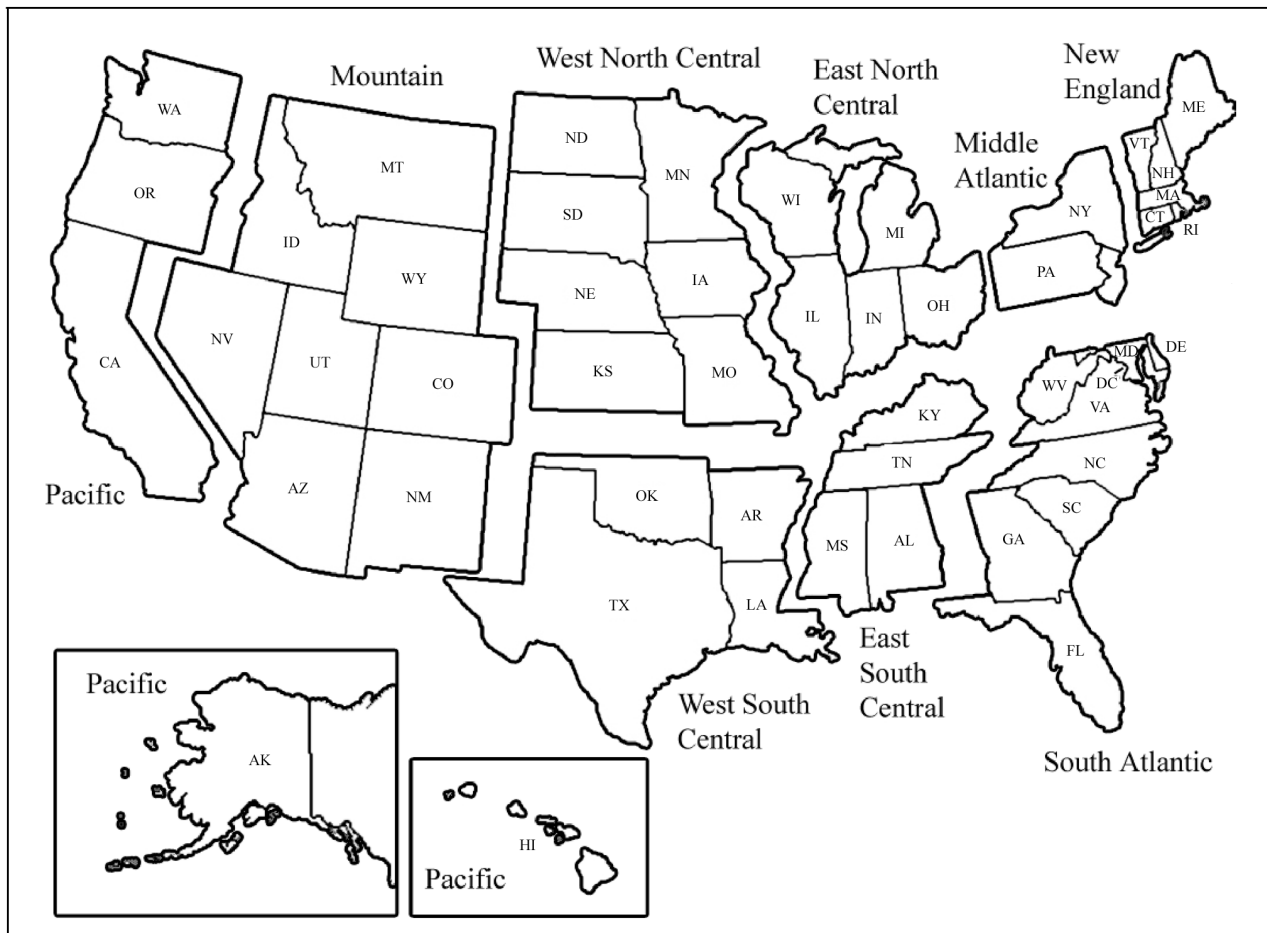 West North Central
New
England
Mountain
East North
Central
Middle
Atlantic
WA
OR
CA
Pacific
MT
ID
WY
NV
UT
CO
AZ
NM
ND
SD
NE
KS
MN
IA
MO
WI
MI
IL
IN
OH
NY
PA
ME
VT
NH
MA
CT
RI
DE
MD
DC
WV
VA
NC
SC
GA
FL
South Atlantic
KY
TN
MS
AL
East
South
Central
OK
AR
TX
LA
West South
Central
Pacific
AK
HI
Pacific